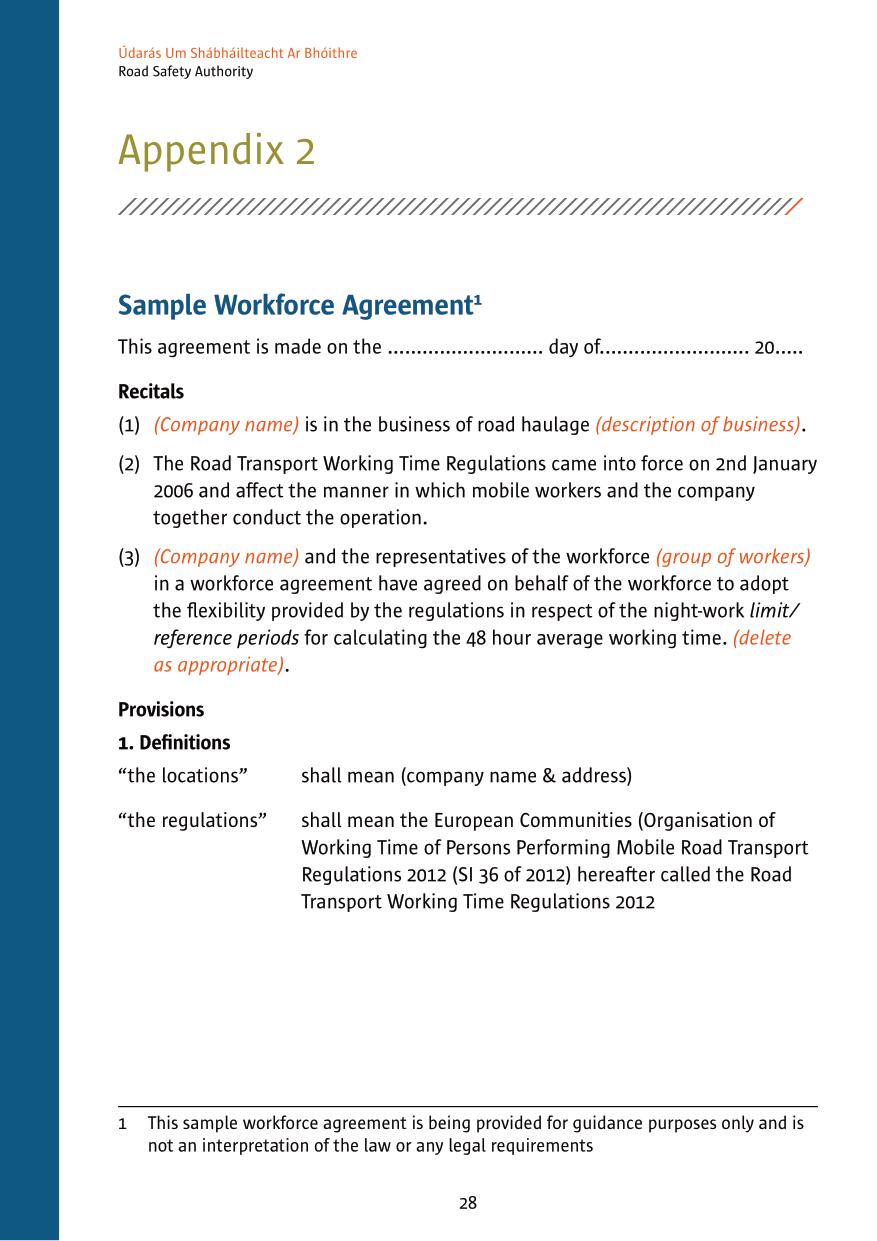 Údarás Um Shábháilteacht Ar Bhóithre
Road Safety Authority
Appendix 2
Sample Workforce Agreement¹
This agreement is made on the ........................... day of.......................... 20.....
Recitals
(1) (Company name) is in the business of road haulage (description of business).
(2) The Road Transport Working Time Regulations came into force on 2nd January
2006 and affect the manner in which mobile workers and the company
together conduct the operation.
(3) (Company name) and the representatives of the workforce (group of workers)
in a workforce agreement have agreed on behalf of the workforce to adopt
the flexibility provided by the regulations in respect of the night-work limit/
reference periods for calculating the 48 hour average working time. (delete
as appropriate).
Provisions
1. Definitions
“the locations” shall mean (company name & address)
“the regulations” shall mean the European Communities (Organisation of
Working Time of Persons Performing Mobile Road Transport
Regulations 2012 (SI 36 of 2012) hereafter called the Road
Transport Working Time Regulations 2012
1 This sample workforce agreement is being provided for guidance purposes only and is
not an interpretation of the law or any legal requirements
28